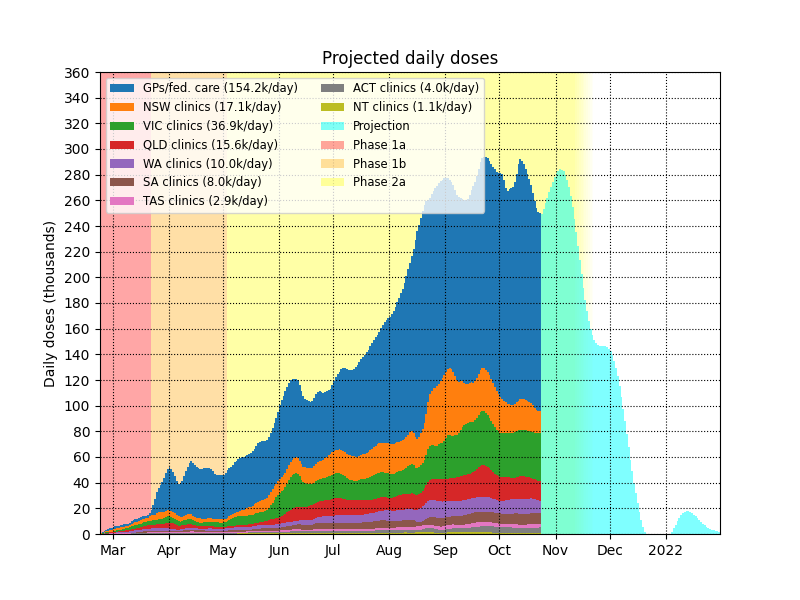 Projected daily doses
Daily doses (thousands)
360
340
320
300
280
260
240
220
200
180
160
140
120
100
80
60
40
20
0
GPs/fed. care (154.2k/day)
NSW clinics (17.1k/day)
VIC clinics (36.9k/day)
QLD clinics (15.6k/day)
WA clinics (10.0k/day)
SA clinics (8.0k/day)
TAS clinics (2.9k/day)
ACT clinics (4.0k/day)
NT clinics (1.1k/day)
Projection
Phase 1a
Phase 1b
Phase 2a
Mar Apr May Jun Jul Aug Sep Oct Nov Dec 2022